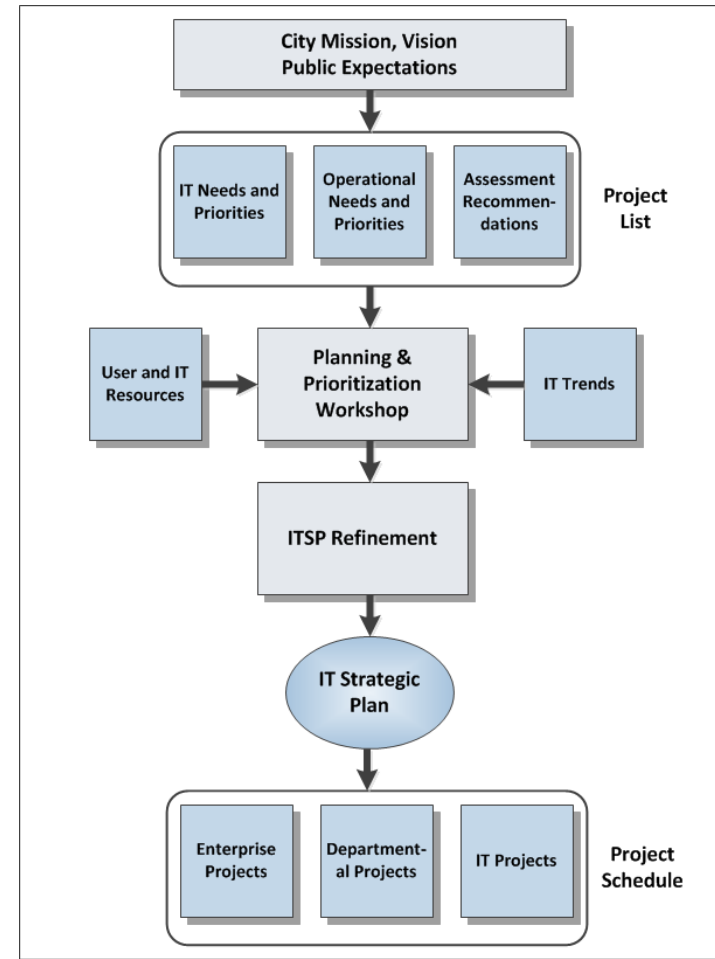 City Mission, Vision
Public Expectations
IT Needs and
Priorities
Operational
Needs and
Priorities
Assessment
Recommen-
dations
Project
List
User and IT
Resources
Planning &
Prioritization
Workshop
IT Trends
ITSP Refinement
IT Strategic
Plan
Enterprise
Projects
Department-
al Projects
IT Projects
Project
Schedule